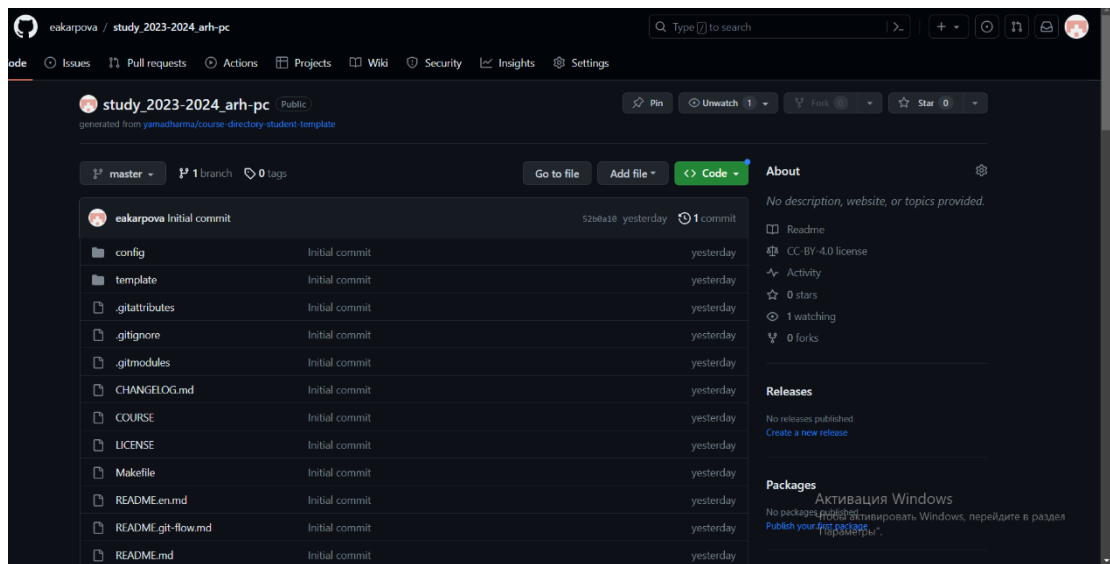 eakarpova / study_2023-2024_arh-pc
Type / to search
ode Issues Pull requests Actions Projects Wiki Security Insights Settings
study_2023-2024_arh-pc Public
Pin Unwatch 1 Fork 0 Star 0
generated from yamadharma/course-directory-student-template
master 1 branch 0 tags Go to file Add file <> Code
eakarpova Initial commit 52b0a10 yesterday 1 commit
config Initial commit yesterday
template Initial commit yesterday
.gitattributes Initial commit yesterday
.gitignore Initial commit yesterday
.gitmodules Initial commit yesterday
CHANGELOG.md Initial commit yesterday
COURSE Initial commit yesterday
LICENSE Initial commit yesterday
Makefile Initial commit yesterday
README.en.md Initial commit yesterday
README.git-flow.md Initial commit yesterday
README.md Initial commit yesterday
About
No description, website, or topics provided.
Readme
CC-BY-4.0 license
Activity
0 stars
1 watching
0 forks
Releases
No releases published
Create a new release
Packages
No packages published
Publish your first package
Активация Windows
Чтобы активировать Windows, перейдите в раздел
"Параметры".